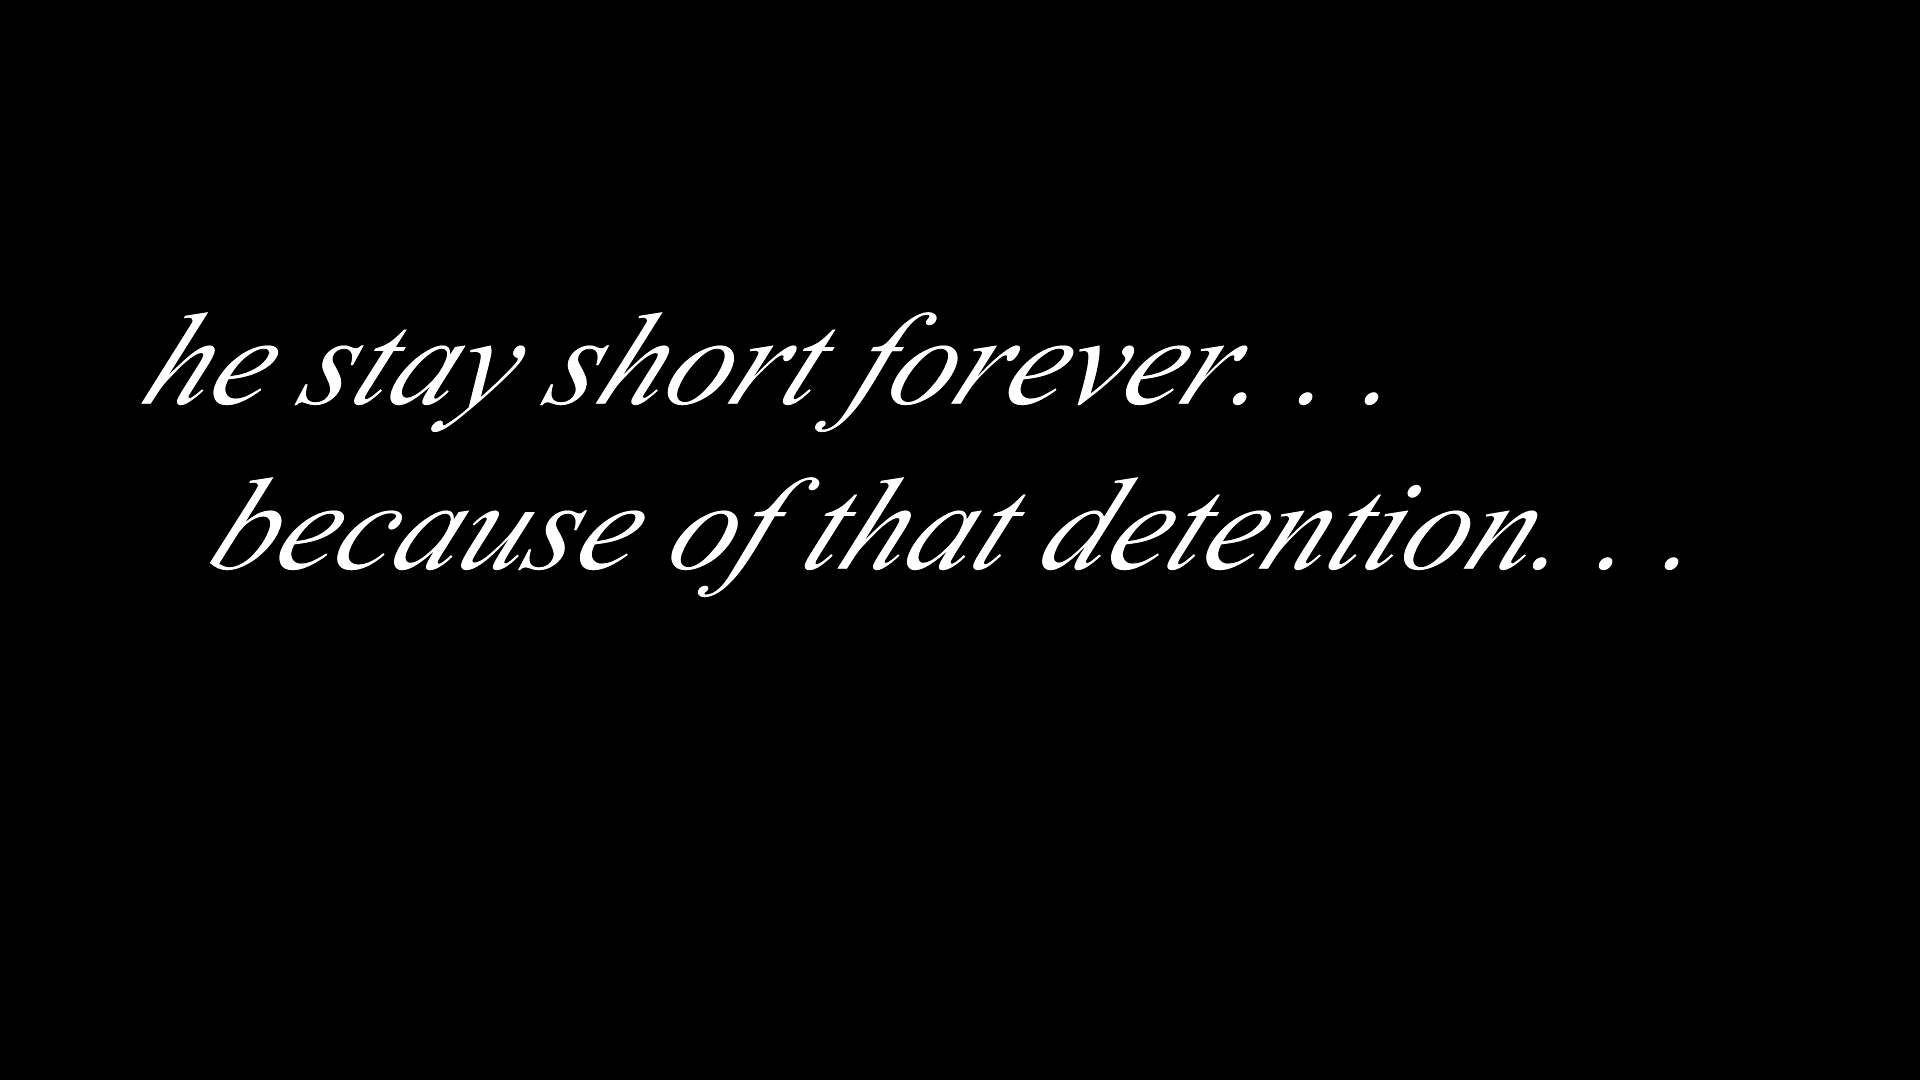 he stay short forever. . .
because of that detention. . .